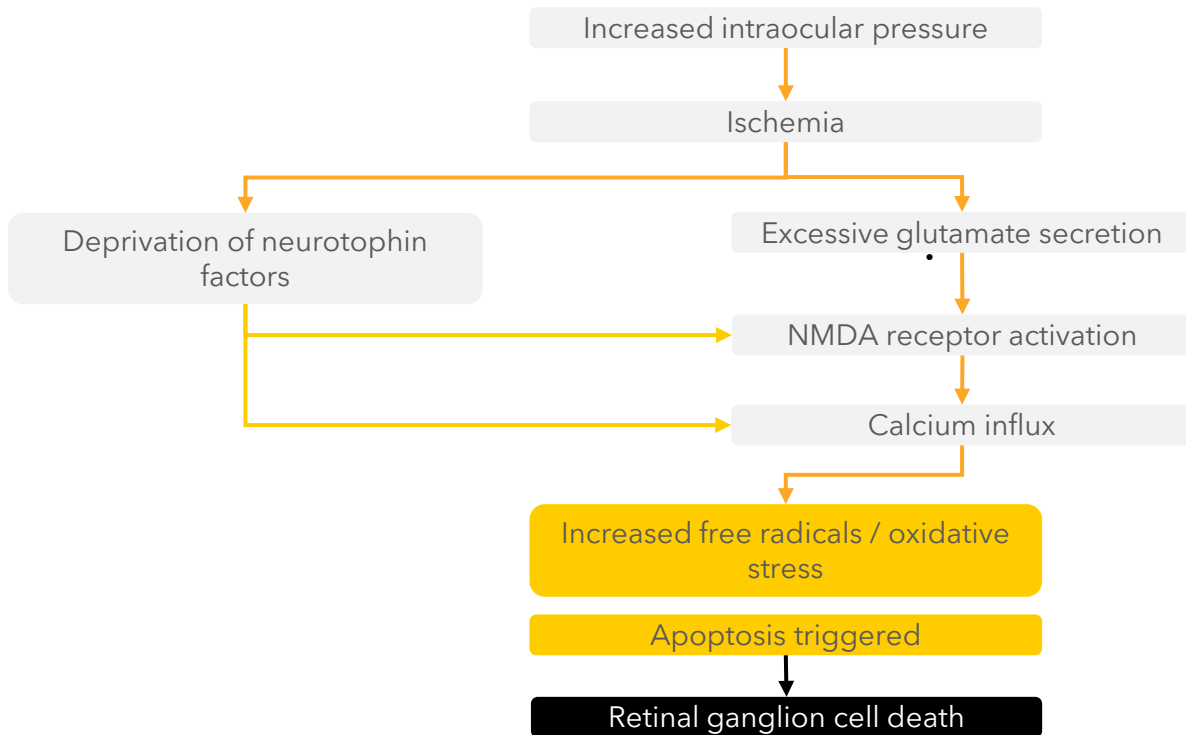 Increased intraocular pressure
Ischemia
Deprivation of neurotophin
factors
Excessive glutamate secretion
NMDA receptor activation
Calcium influx
Increased free radicals / oxidative
stress
Apoptosis triggered
Retinal ganglion cell death